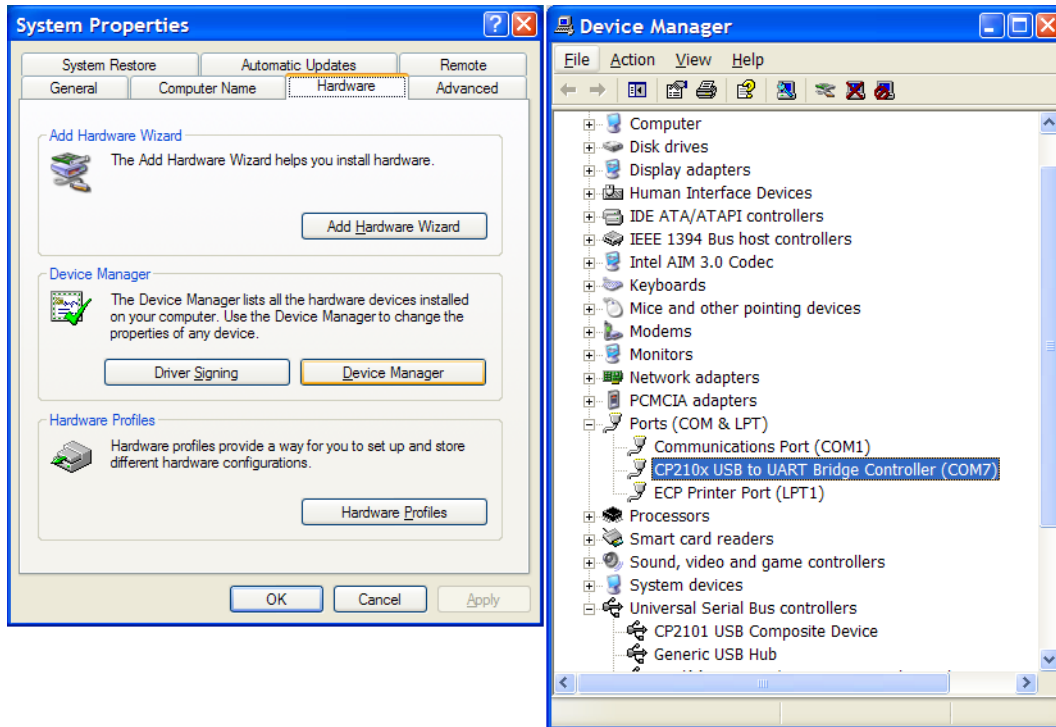 System Properties
System Restore
Automatic Updates
Remote
General
Computer Name
Hardware
Advanced
Add Hardware Wizard
The Add Hardware Wizard helps you install hardware.
Add Hardware Wizard
Device Manager
The Device Manager lists all the hardware devices installed
on your computer. Use the Device Manager to change the
properties of any device.
Driver Signing
Device Manager
Hardware Profiles
Hardware profiles provide a way for you to set up and store
different hardware configurations.
Hardware Profiles
OK
Cancel
Apply
Device Manager
File Action View Help
Computer
Disk drives
Display adapters
Human Interface Devices
IDE ATA/ATAPI controllers
IEEE 1394 Bus host controllers
Intel AIM 3.0 Codec
Keyboards
Mice and other pointing devices
Modems
Monitors
Network adapters
PCMCIA adapters
Ports (COM & LPT)
Communications Port (COM1)
CP210x USB to UART Bridge Controller (COM7)
ECP Printer Port (LPT1)
Processors
Smart card readers
Sound, video and game controllers
System devices
Universal Serial Bus controllers
CP2101 USB Composite Device
Generic USB Hub